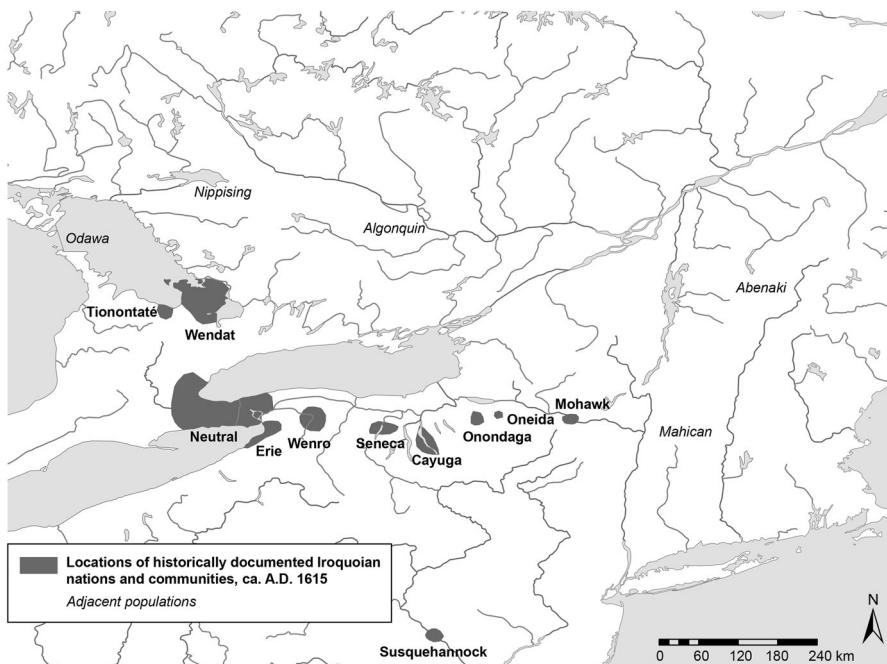 Nippising
Algonquin
Odawa
Abenaki
Tionontaté
Wendat
Mohawk
Neutral
Erie
Wenro
Seneca
Cayuga
Onondaga
Oneida
Mahican
Locations of historically documented Iroquoian
nations and communities, ca. A.D. 1615
Adjacent populations
Susquehannock
N
0 60 120 180 240 km